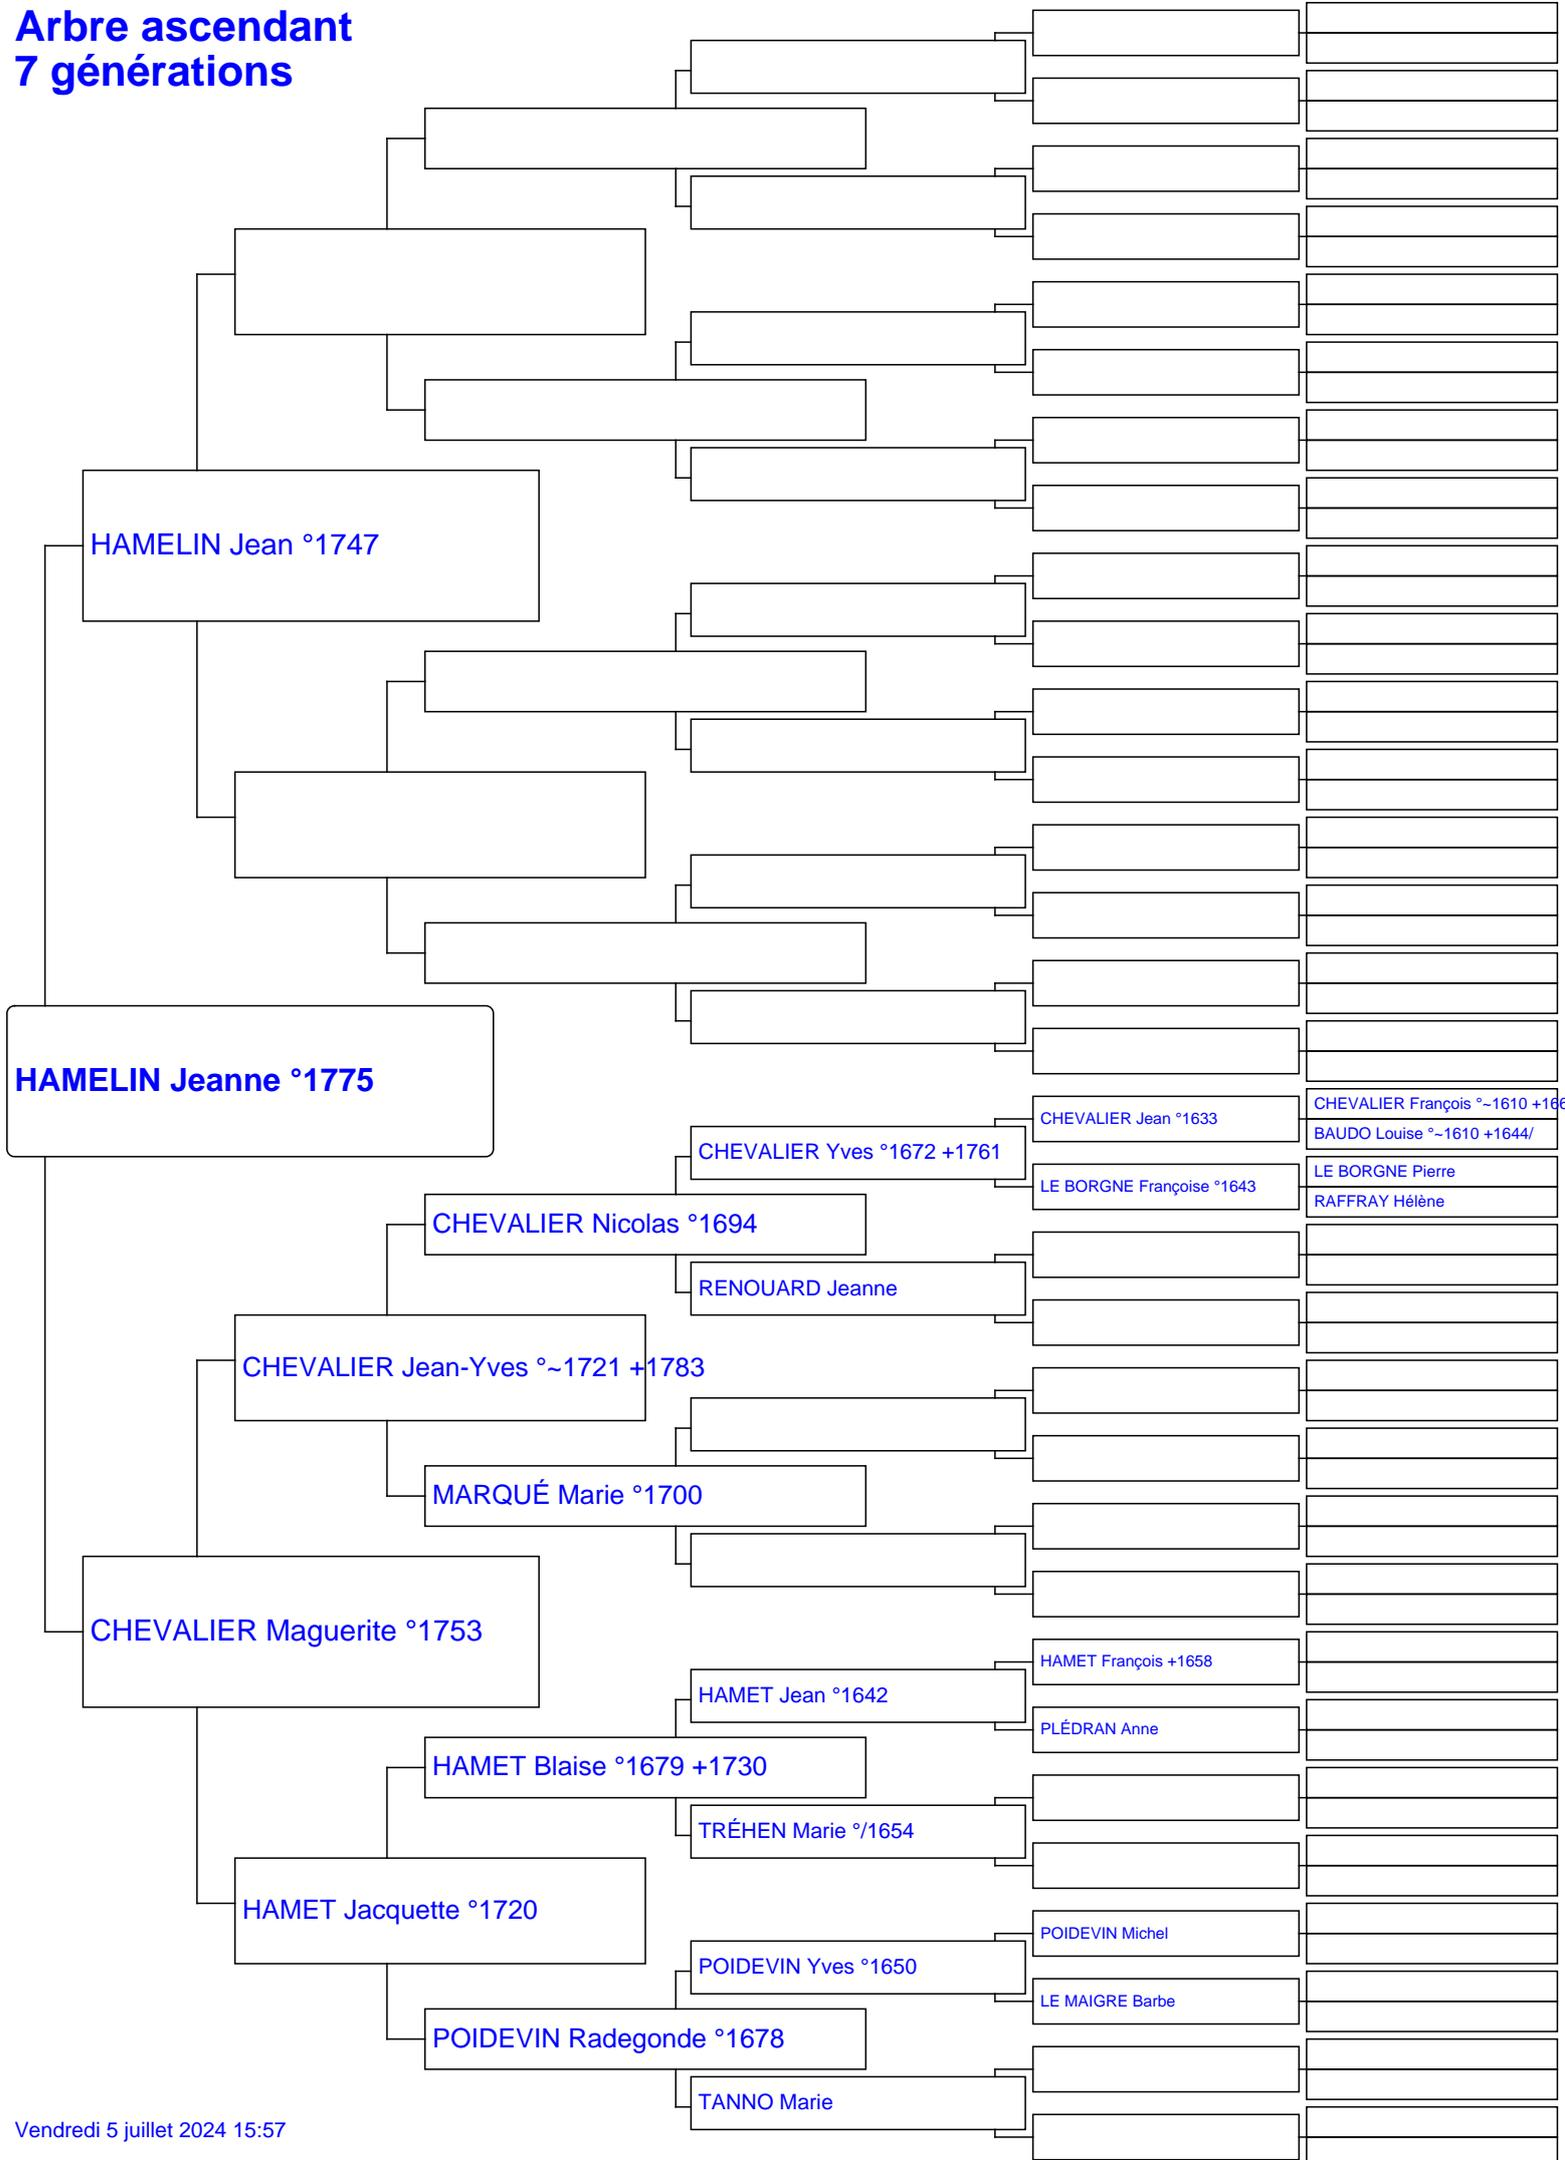 Arbre ascendant
7 générations
HAMELIN Jean °1747
HAMELIN Jeanne °1775
CHEVALIER François °~1610 +166
CHEVALIER Jean °1633
BAUDO Louise °~1610 +1644/
CHEVALIER Yves °1672 +1761
LE BORGNE Pierre
LE BORGNE Françoise °1643
RAFFRAY Hélène
CHEVALIER Nicolas °1694
RENOUARD Jeanne
CHEVALIER Jean-Yves °~1721 +1783
MARQUÉ Marie °1700
CHEVALIER Maguerite °1753
HAMET François +1658
HAMET Jean °1642
PLÉDRAN Anne
HAMET Blaise °1679 +1730
TRÉHEN Marie °/1654
HAMET Jacquette °1720
POIDEVIN Michel
POIDEVIN Yves °1650
LE MAIGRE Barbe
POIDEVIN Radegonde °1678
TANNO Marie
Vendredi 5 juillet 2024 15:57